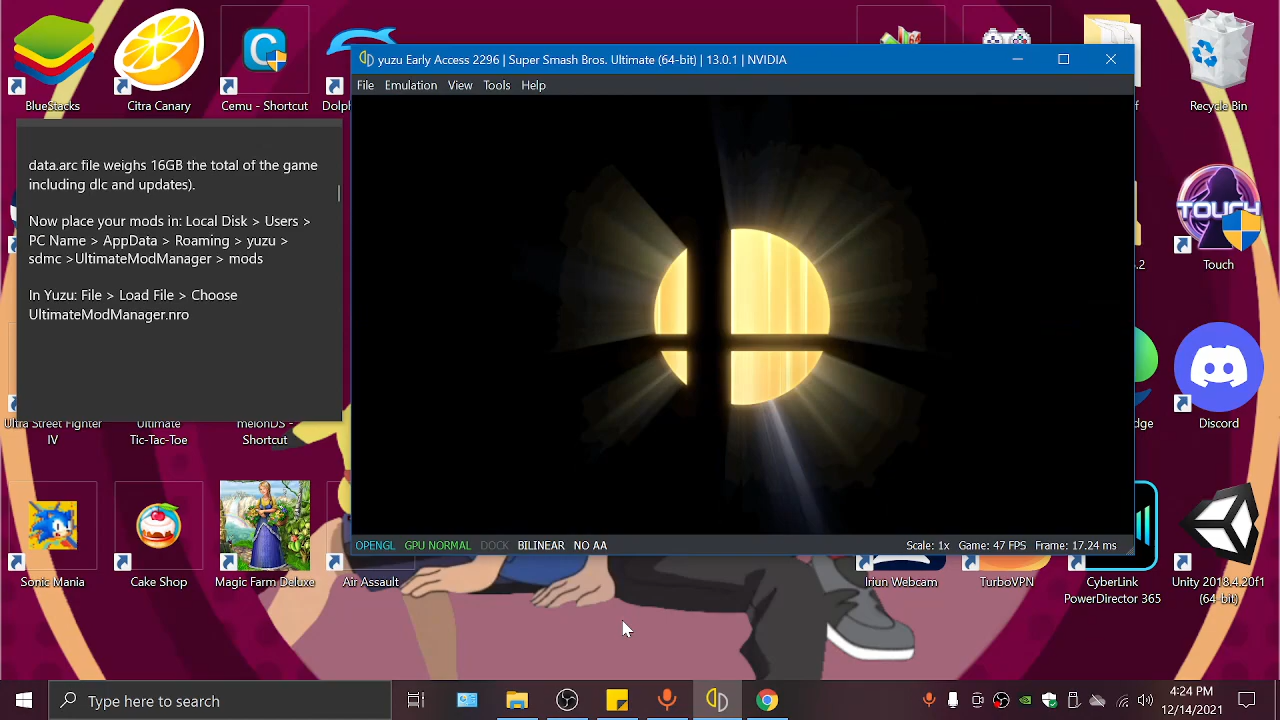 yuzu Early Access 2296 | Super Smash Bros. Ultimate (64-bit) | 13.0.1 | NVIDIA
File Emulation View Tools Help
BlueStacks
Citra Canary
Cemu - Shortcut
Recycle Bin
data.arc file weighs 16GB the total of the game
including dlc and updates).
Now place your mods in: Local Disk > Users >
PC Name > AppData > Roaming > yuzu >
sdmc >UltimateModManager > mods
In Yuzu: File > Load File > Choose
UltimateModManager.nro
TOUCH
Touch
Ultra Street Fighter
IV
Ultimate
Tic-Tac-Toe
melonDS -
Shortcut
Discord
OPENGL GPU NORMAL DOCK BILINEAR NO AA
Scale: 1x Game: 47 FPS Frame: 17.24 ms
Sonic Mania
Cake Shop
Magic Farm Deluxe
Air Assault
Iriun Webcam
TurboVPN
CyberLink
PowerDirector 365
Unity 2018.4.20f1
(64-bit)
Type here to search
4:24 PM
12/14/2021